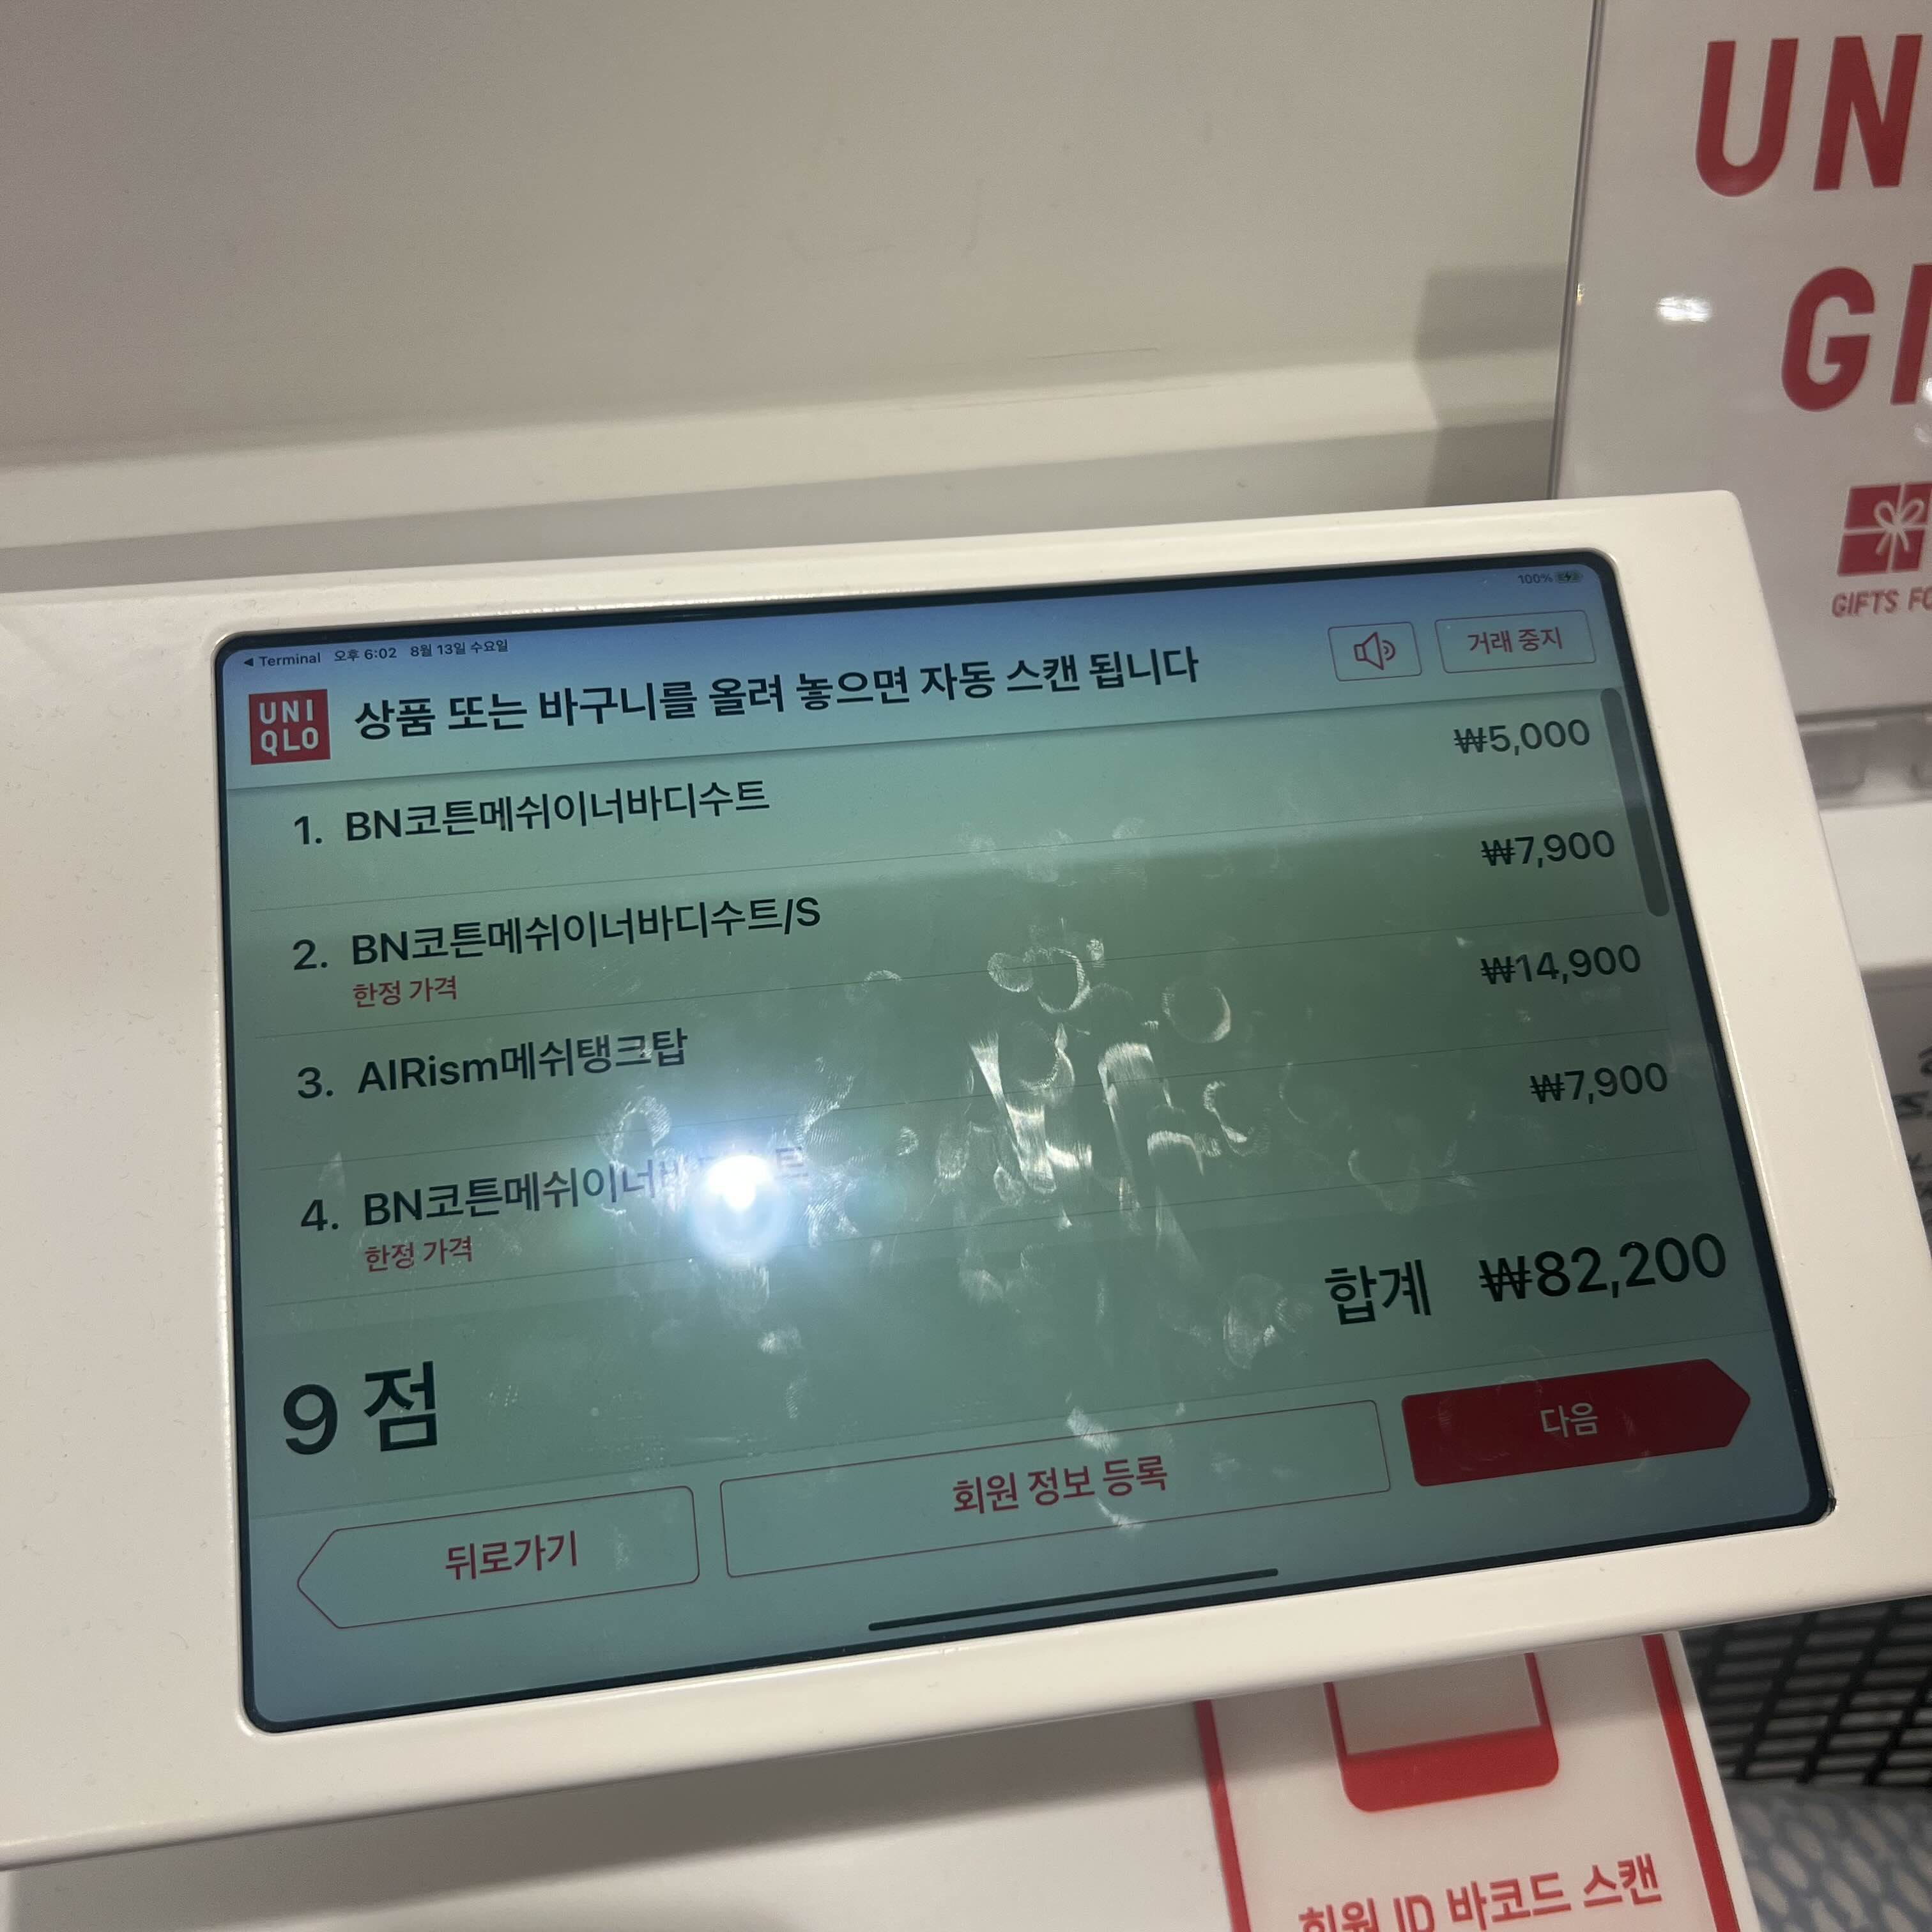 UN
GI
GIFTS FO
Terminal 오후 6:02 8월 13일 수요일
100%
UNI
QLO
상품 또는 바구니를 올려 놓으면 자동 스캔 됩니다
거래 중지
1. BN코튼메쉬이너바디수트 ₩5,000
2. BN코튼메쉬이너바디수트/S ₩7,900
한정 가격
3. AIRism메쉬탱크탑 ₩14,900
4. BN코튼메쉬이너바디수트 ₩7,900
한정 가격
합계 ₩82,200
9 점
뒤로가기
회원 정보 등록
다음
회원 ID 바코드 스캔